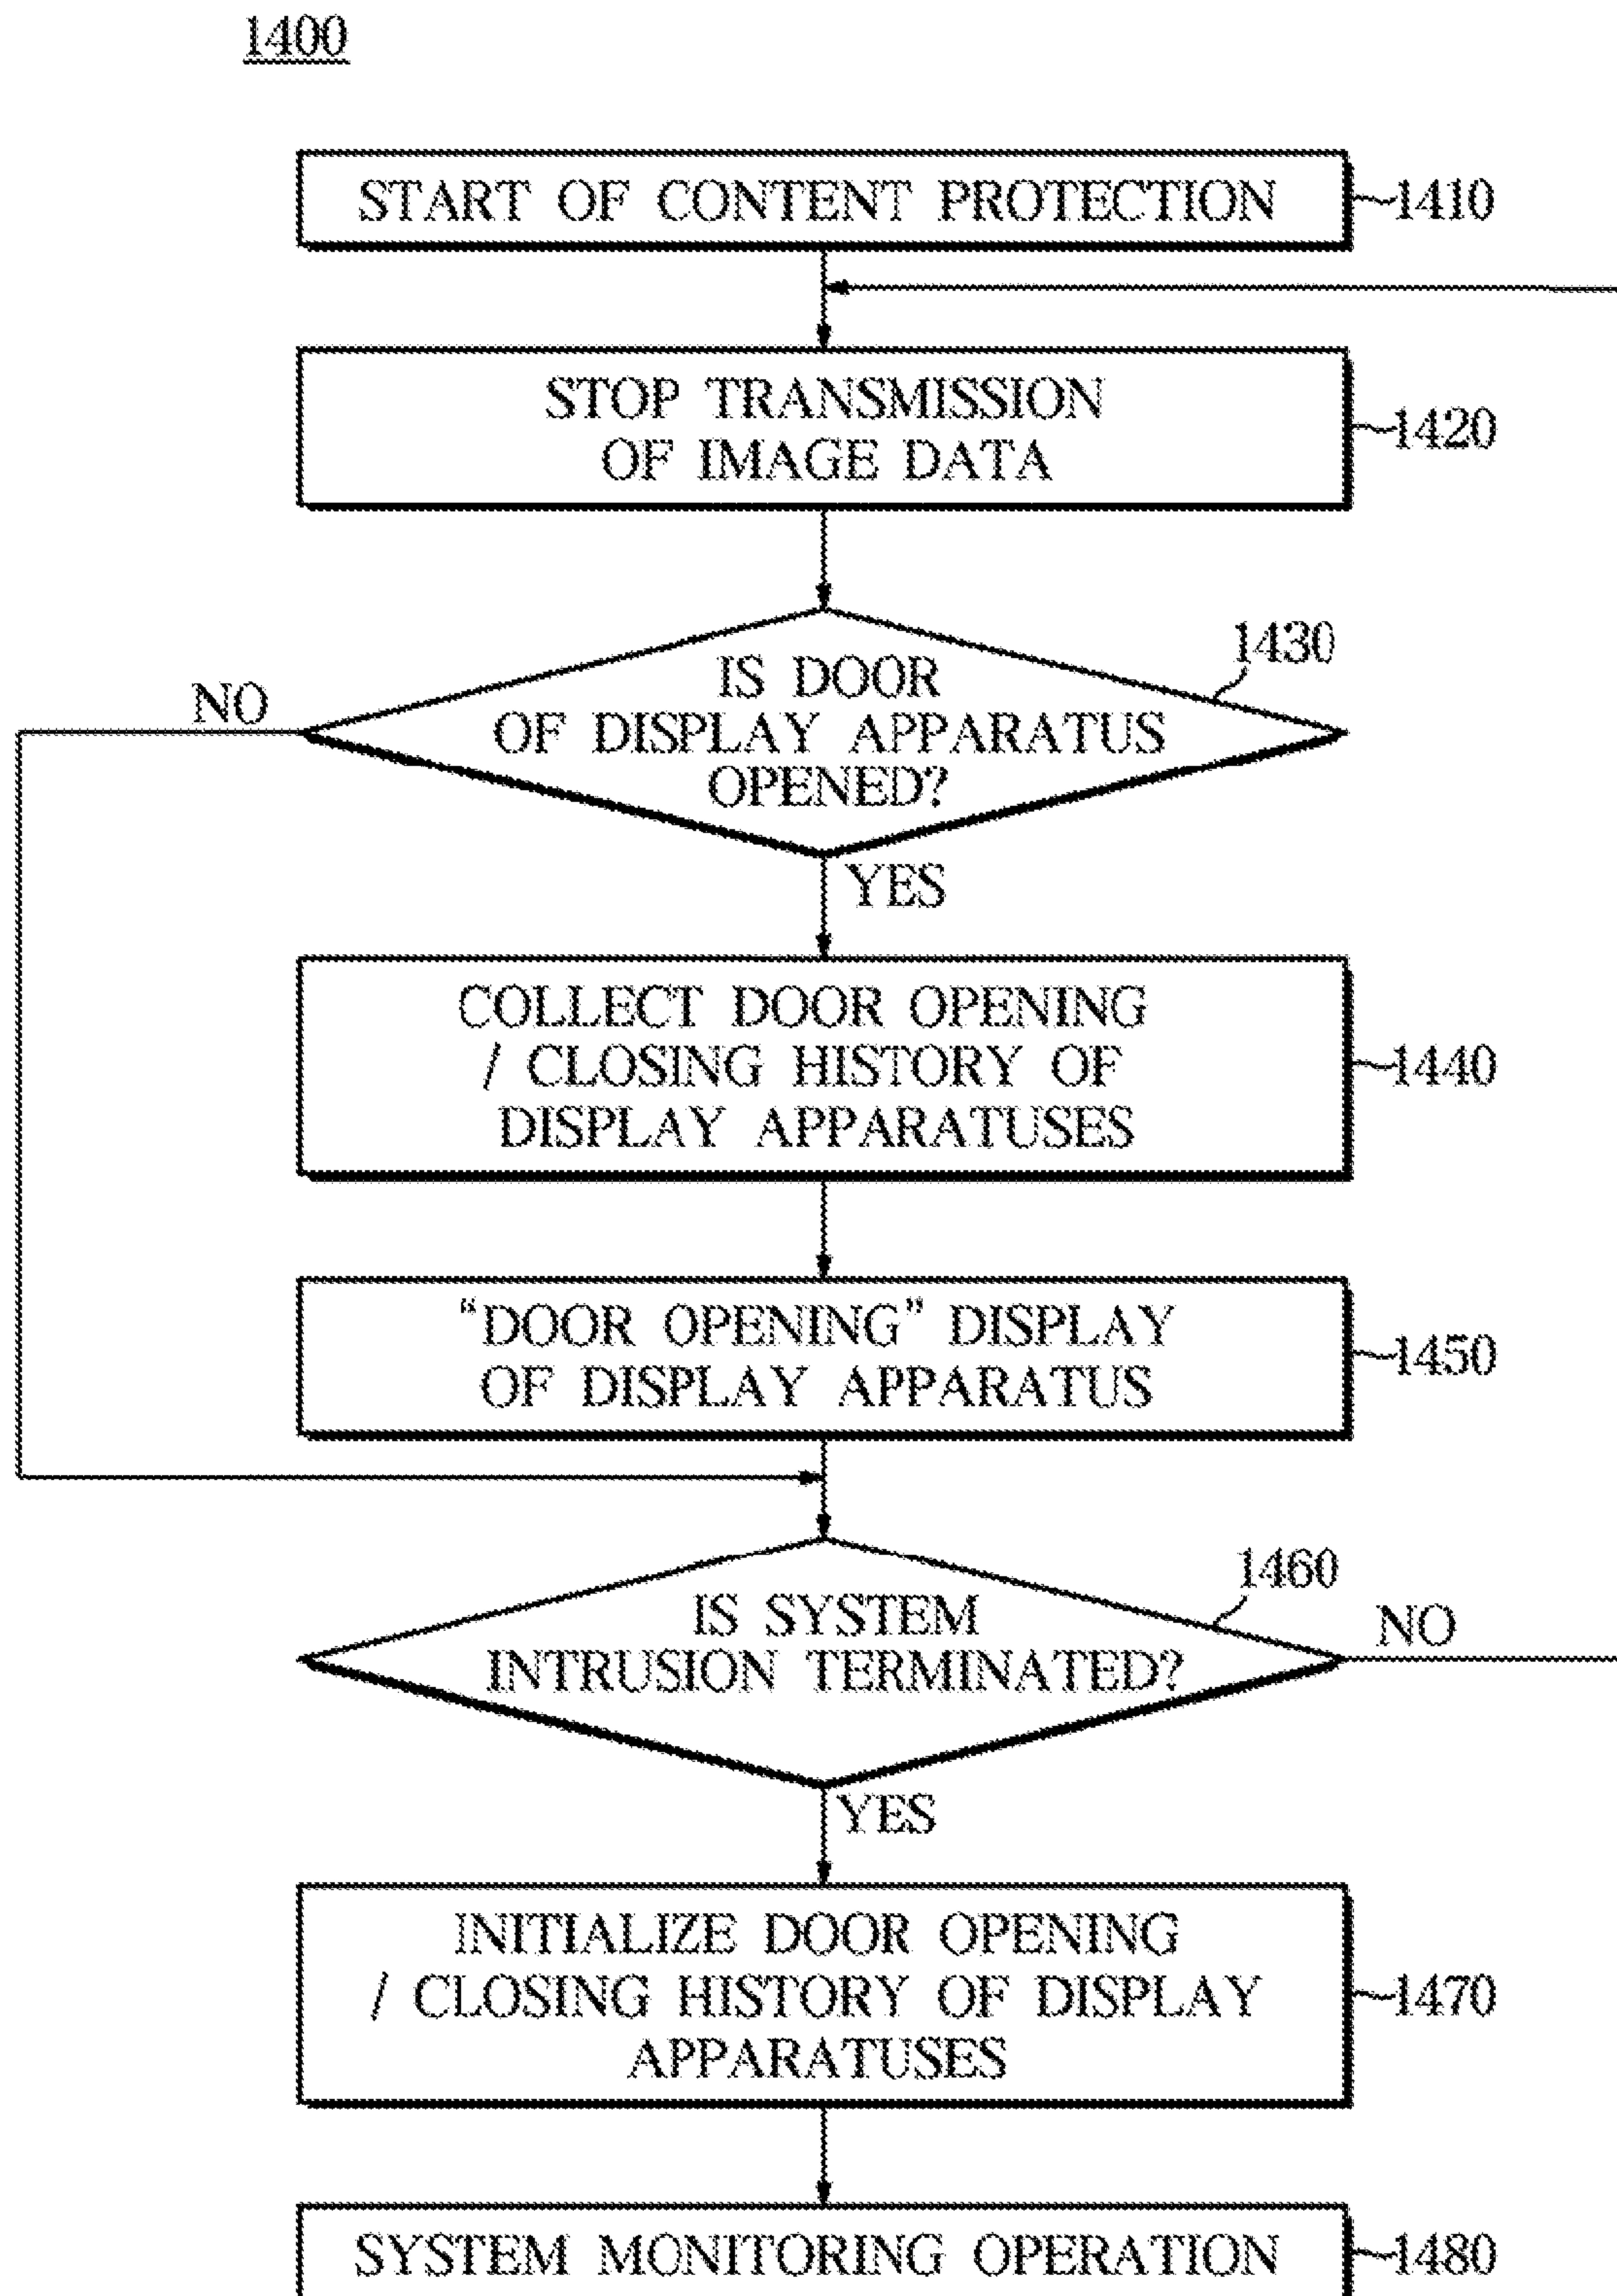 1400
START OF CONTENT PROTECTION
1410
STOP TRANSMISSION
OF IMAGE DATA
1420
1430
IS DOOR
OF DISPLAY APPARATUS
OPENED?
NO
YES
COLLECT DOOR OPENING
/ CLOSING HISTORY OF
DISPLAY APPARATUSES
1440
“DOOR OPENING” DISPLAY
OF DISPLAY APPARATUS
1450
1460
IS SYSTEM
INTRUSION TERMINATED?
NO
YES
INITIALIZE DOOR OPENING
/ CLOSING HISTORY OF DISPLAY
APPARATUSES
1470
SYSTEM MONITORING OPERATION
1480